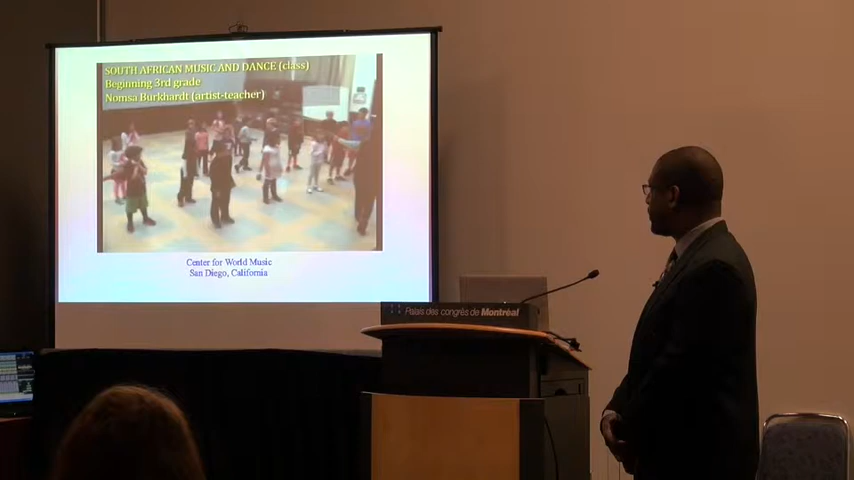 SOUTH AFRICAN MUSIC AND DANCE (class)
Beginning 3rd grade
Nomsa Burkhardt (artist-teacher)
Center for World Music
San Diego, California
Palais des congrès de Montréal